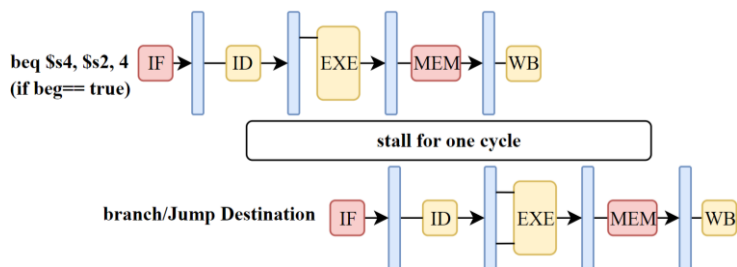 beq $s4, $s2, 4
(if beg== true)
IF
ID
EXE
MEM
WB
stall for one cycle
branch/Jump Destination
IF
ID
EXE
MEM
WB